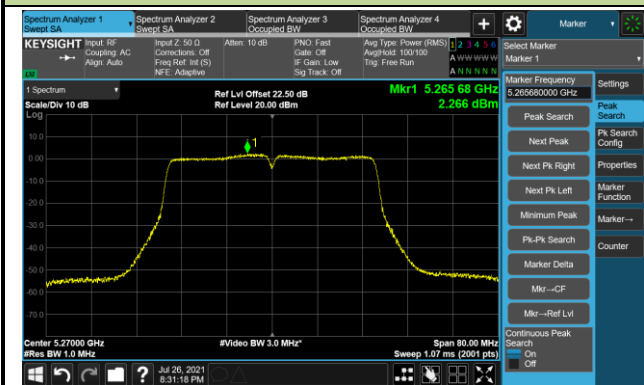 Spectrum Analyzer 1
Swept SA
Spectrum Analyzer 2
Swept SA
Spectrum Analyzer 3
Occupied BW
Spectrum Analyzer 4
Occupied BW
+
Marker
KEYSIGHT
Input: RF
Coupling: AC
Align: Auto
Input Z: 50 Ω
Corrections: Off
Freq Ref: Int (S)
NFE: Adaptive
Atten: 10 dB
PNO: Fast
Gate: Off
IF Gain: Low
Sig Track: Off
Avg Type: Power (RMS)
Avg|Hold: 100/100
Trig: Free Run
1 2 3 4 5 6
A W W W W W
A N N N N N
Select Marker
Marker 1
1 Spectrum
Scale/Div 10 dB
Log
Ref Lvl Offset 22.50 dB
Ref Level 20.00 dBm
Mkr1 5.265 68 GHz
2.266 dBm
10.0
0.00
-10.0
-20.0
-30.0
-40.0
-50.0
-60.0
-70.0
1
Center 5.27000 GHz
#Res BW 1.0 MHz
#Video BW 3.0 MHz*
Span 80.00 MHz
Sweep 1.07 ms (2001 pts)
Marker Frequency
5.265680000 GHz
Peak Search
Next Peak
Next Pk Right
Next Pk Left
Minimum Peak
Pk-Pk Search
Marker Delta
Mkr→CF
Mkr→Ref Lvl
Continuous Peak
Search
On
Off
Settings
Peak
Search
Pk Search
Config
Properties
Marker
Function
Marker→
Counter
?
Jul 26, 2021
8:31:18 PM